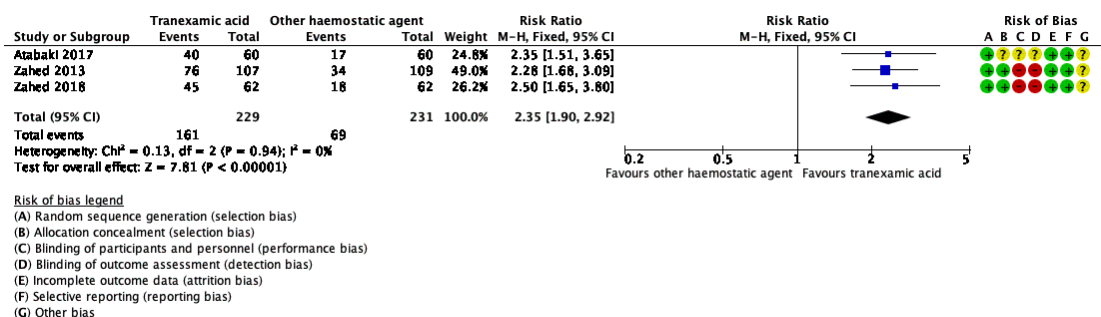 Tranexamic acid Other haemostatic agent Risk Ratio Risk Ratio Risk of Bias
Study or Subgroup Events Total Events Total Weight M-H, Fixed, 95% CI M-H, Fixed, 95% CI A B C D E F G
Atabaki 2017 40 60 17 60 24.8% 2.35 [1.51, 3.65] + ? ? ? + + ?
Zahed 2013 76 107 34 109 49.0% 2.28 [1.68, 3.09] + + - - + + ?
Zahed 2018 45 62 18 62 26.2% 2.50 [1.65, 3.80] + + - - + + ?
Total (95% CI) 229 231 100.0% 2.35 [1.90, 2.92]
Total events 161 69
Heterogeneity: Chi² = 0.13, df = 2 (P = 0.94); I² = 0%
Test for overall effect: Z = 7.81 (P < 0.00001)
0.2 0.5 1 2 5
Favours other haemostatic agent Favours tranexamic acid
Risk of bias legend
(A) Random sequence generation (selection bias)
(B) Allocation concealment (selection bias)
(C) Blinding of participants and personnel (performance bias)
(D) Blinding of outcome assessment (detection bias)
(E) Incomplete outcome data (attrition bias)
(F) Selective reporting (reporting bias)
(G) Other bias